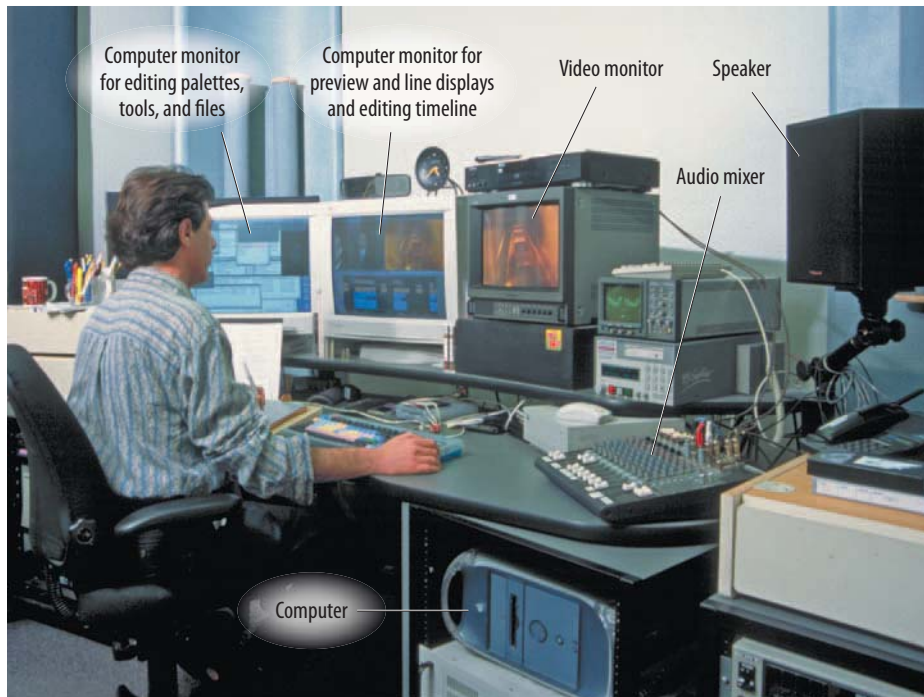 Computer monitor
for editing palettes,
tools, and files
Computer monitor for
preview and line displays
and editing timeline
Video monitor
Speaker
Audio mixer
Computer